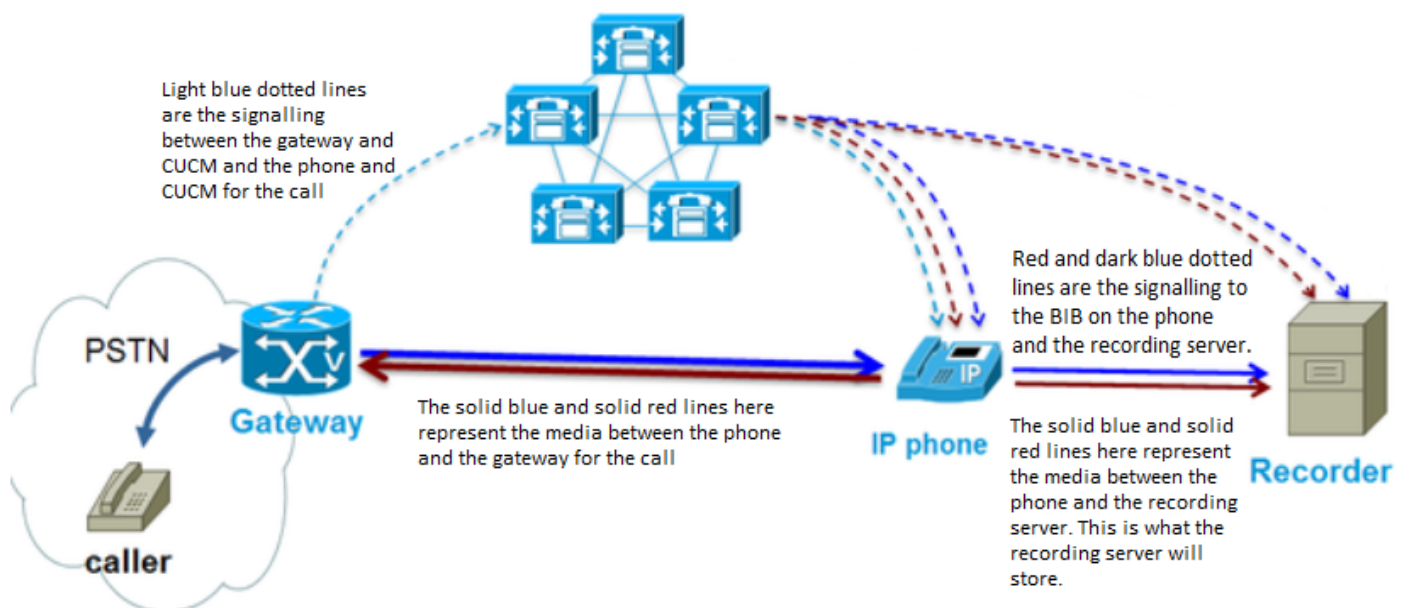 Light blue dotted lines
are the signalling
between the gateway and
CUCM and the phone and
CUCM for the call
PSTN
V
Gateway
caller
The solid blue and solid red lines here
represent the media between the phone
and the gateway for the call
IP
IP phone
Red and dark blue dotted
lines are the signalling to
the BIB on the phone
and the recording server.
The solid blue and solid
red lines here represent
the media between the
phone and the recording
server. This is what the
recording server will
store.
Recorder